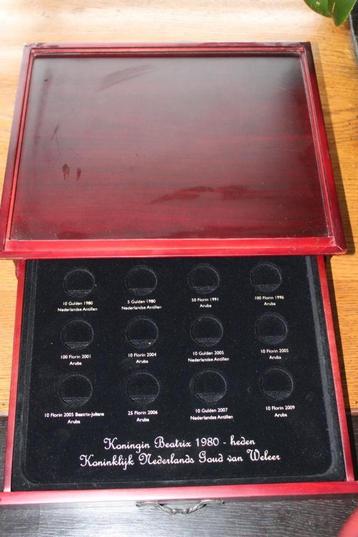 10 Gulden 1980
Nederlandse Antillen
5 Gulden 1980
Nederlandse Antillen
50 Florin 1991
Aruba
100 Florin 1996
Aruba
100 Florin 2001
Aruba
10 Florin 2004
Aruba
10 Gulden 2005
Nederlandse Antillen
10 Florin 2005
Aruba
10 Florin 2005 Beatrix-Juliana
Aruba
25 Florin 2006
Aruba
10 Gulden 2007
Nederlandse Antillen
10 Florin 2009
Aruba
Koningin Beatrix 1980 - heden
Koninklijk Nederlands Goud van Weleer